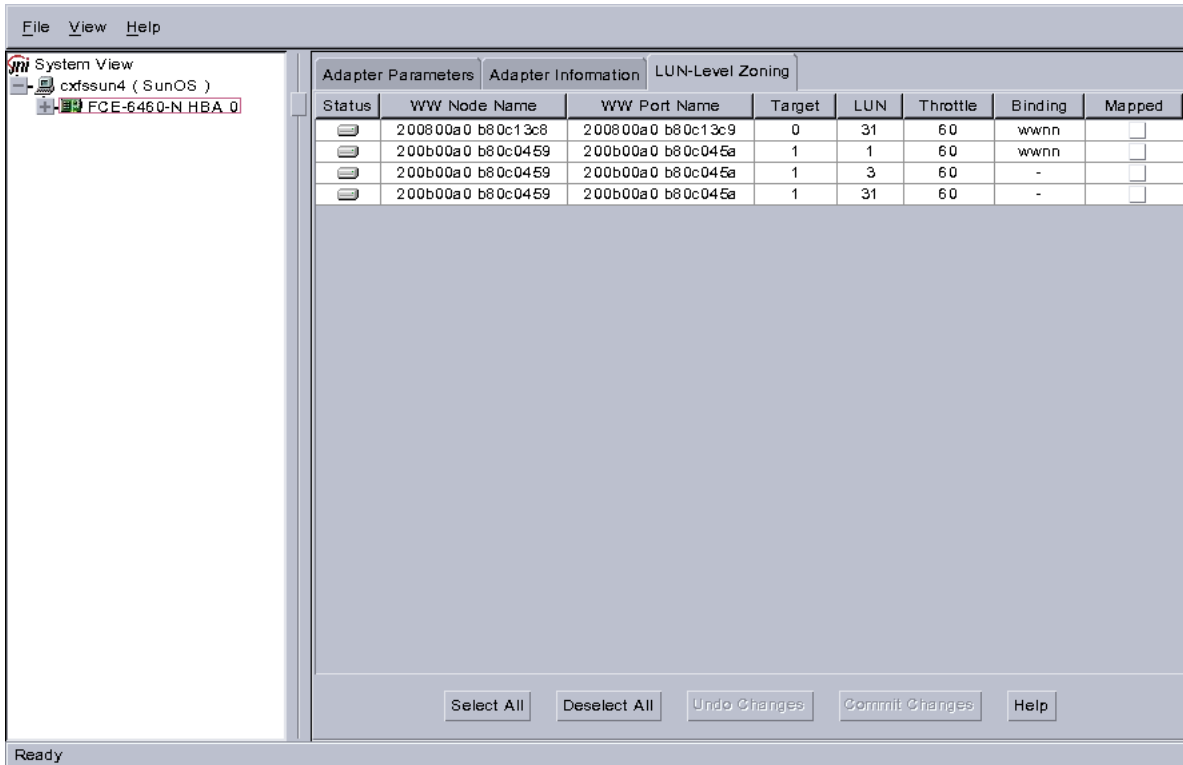 File View Help
jni System View
cxfssun4 ( SunOS )
FCE-6460-N HBA 0
Adapter Parameters Adapter Information LUN-Level Zoning
Status WW Node Name WW Port Name Target LUN Throttle Binding Mapped
200800a0 b80c13c8 200800a0 b80c13c9 0 31 60 wwnn
200b00a0 b80c0459 200b00a0 b80c045a 1 1 60 wwnn
200b00a0 b80c0459 200b00a0 b80c045a 1 3 60 -
200b00a0 b80c0459 200b00a0 b80c045a 1 31 60 -
Select All Deselect All Undo Changes Commit Changes Help
Ready